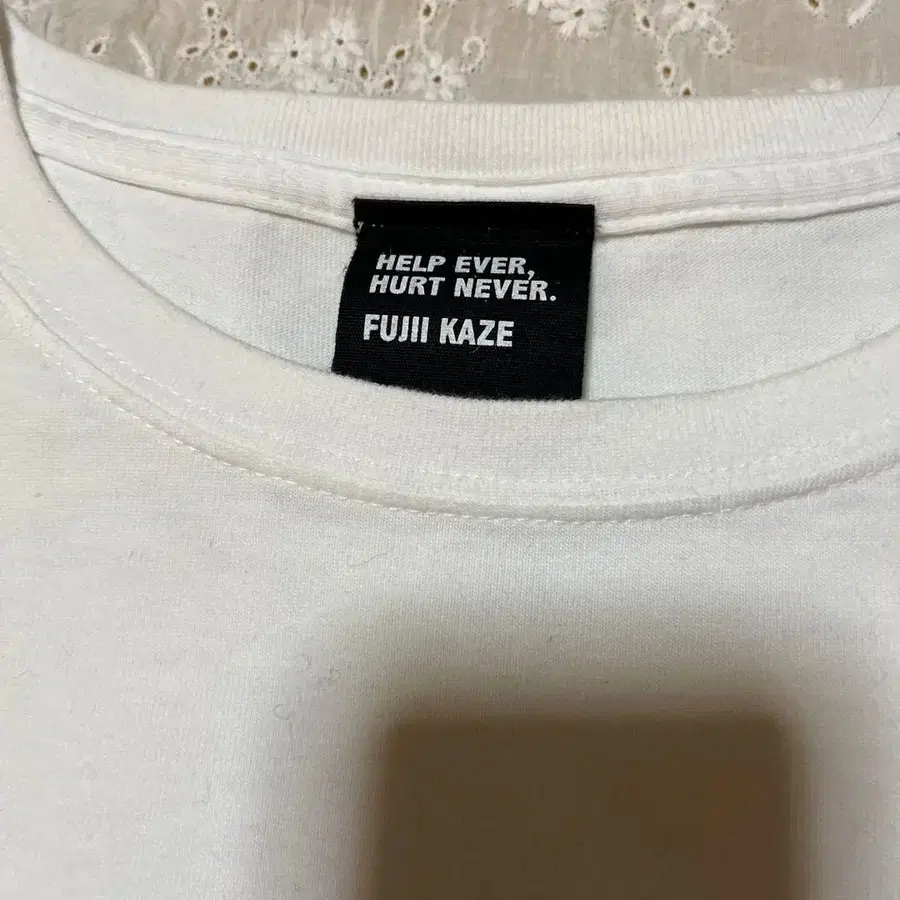 HELP EVER,
HURT NEVER.
FUJII KAZE